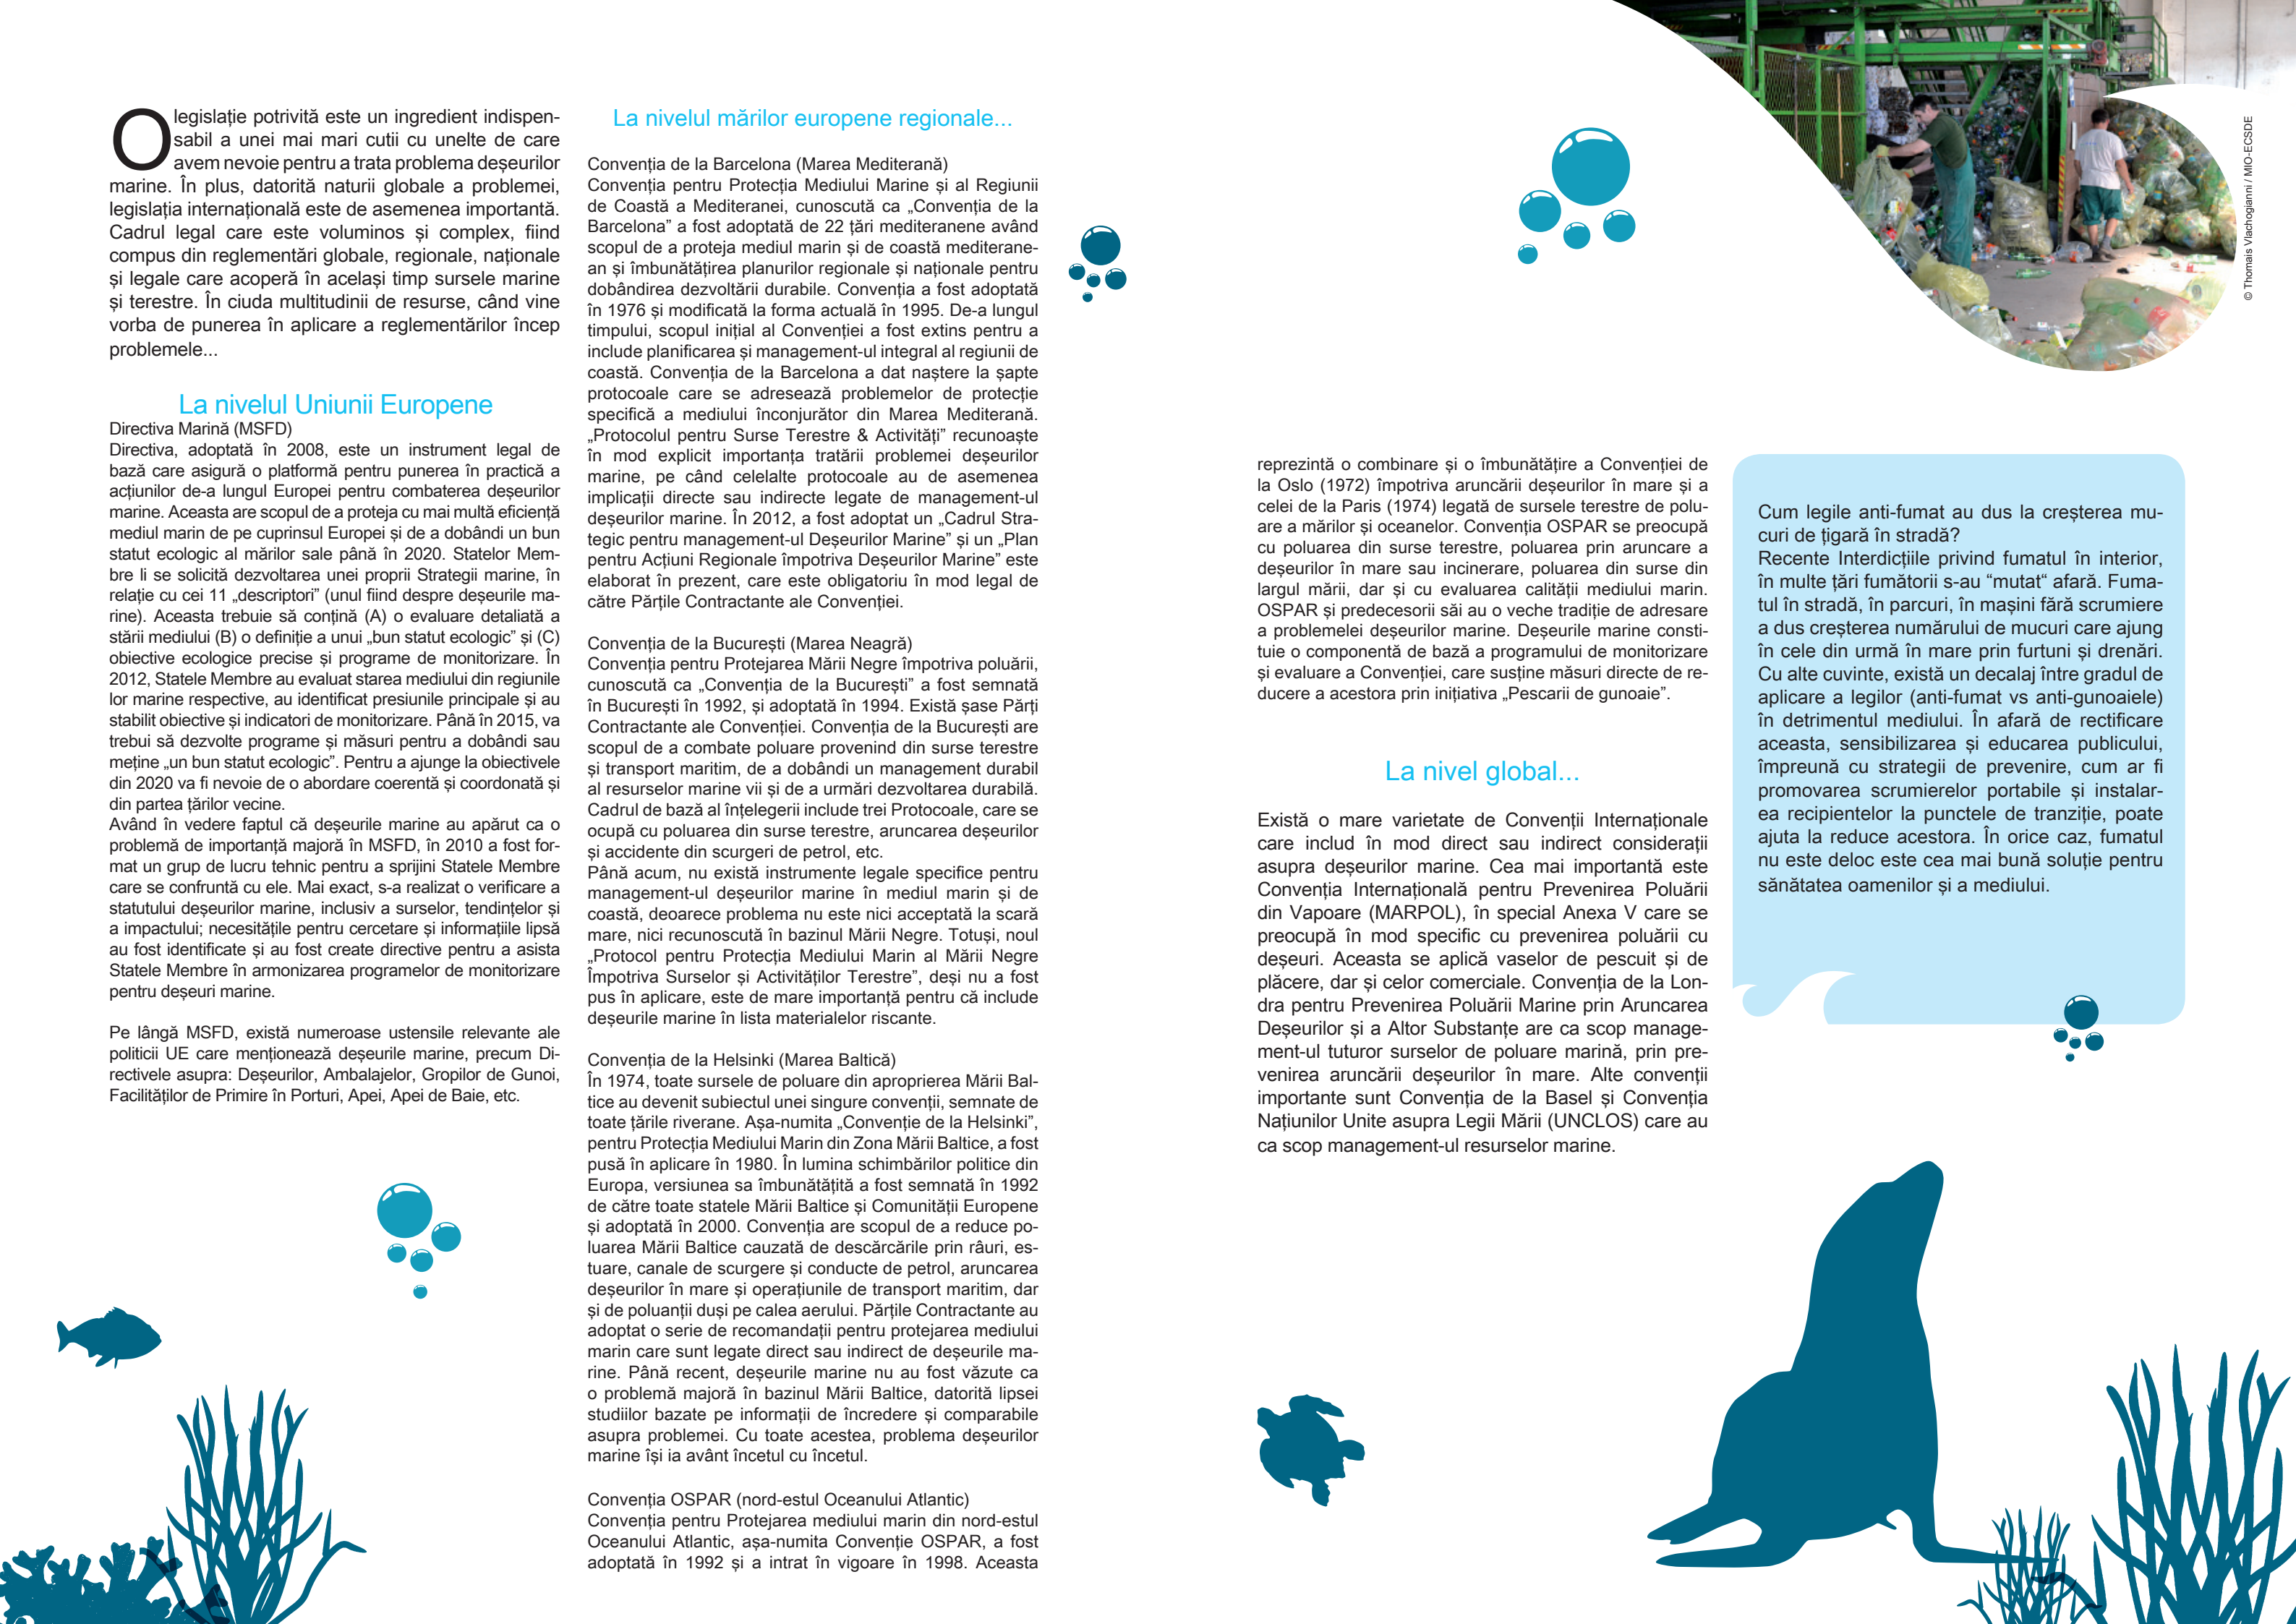 O legislație potrivită este un ingredient indispen-
sabil a unei mai mari cutii cu unelte de care
avem nevoie pentru a trata problema deșeurilor
marine. În plus, datorită naturii globale a problemei,
legislația internațională este de asemenea importantă.
Cadrul legal care este voluminos și complex, fiind
compus din reglementări globale, regionale, naționale
și legale care acoperă în același timp sursele marine
și terestre. În ciuda multitudinii de resurse, când vine
vorba de punerea în aplicare a reglementărilor încep
problemele...
La nivelul Uniunii Europene
Directiva Marină (MSFD)
Directiva, adoptată în 2008, este un instrument legal de
bază care asigură o platformă pentru punerea în practică a
acțiunilor de-a lungul Europei pentru combaterea deșeurilor
marine. Aceasta are scopul de a proteja cu mai multă eficiență
mediul marin de pe cuprinsul Europei și de a dobândi un bun
statut ecologic al mărilor sale până în 2020. Statelor Mem-
bre li se solicită dezvoltarea unei proprii Strategii marine, în
relație cu cei 11 „descriptori” (unul fiind despre deșeurile ma-
rine). Aceasta trebuie să conțină (A) o evaluare detaliată a
stării mediului (B) o definiție a unui „bun statut ecologic” și (C)
obiective ecologice precise și programe de monitorizare. În
2012, Statele Membre au evaluat starea mediului din regiunile
lor marine respective, au identificat presiunile principale și au
stabilit obiective și indicatori de monitorizare. Până în 2015, va
trebui să dezvolte programe și măsuri pentru a dobândi sau
meține „un bun statut ecologic”. Pentru a ajunge la obiectivele
din 2020 va fi nevoie de o abordare coerentă și coordonată și
din partea țărilor vecine.
Având în vedere faptul că deșeurile marine au apărut ca o
problemă de importanță majoră în MSFD, în 2010 a fost for-
mat un grup de lucru tehnic pentru a sprijini Statele Membre
care se confruntă cu ele. Mai exact, s-a realizat o verificare a
statutului deșeurilor marine, inclusiv a surselor, tendințelor și
a impactului; necesitățile pentru cercetare și informațiile lipsă
au fost identificate și au fost create directive pentru a asista
Statele Membre în armonizarea programelor de monitorizare
pentru deșeuri marine.
Pe lângă MSFD, există numeroase ustensile relevante ale
politicii UE care menționează deșeurile marine, precum Di-
rectivele asupra: Deșeurilor, Ambalajelor, Gropilor de Gunoi,
Facilităților de Primire în Porturi, Apei, Apei de Baie, etc.
La nivelul mărilor europene regionale...
Convenția de la Barcelona (Marea Mediterană)
Convenția pentru Protecția Mediului Marine și al Regiunii
de Coastă a Mediteranei, cunoscută ca „Convenția de la
Barcelona” a fost adoptată de 22 țări mediteranene având
scopul de a proteja mediul marin și de coastă mediterane-
an și îmbunătățirea planurilor regionale și naționale pentru
dobândirea dezvoltării durabile. Convenția a fost adoptată
în 1976 și modificată la forma actuală în 1995. De-a lungul
timpului, scopul inițial al Convenției a fost extins pentru a
include planificarea și management-ul integral al regiunii de
coastă. Convenția de la Barcelona a dat naștere la șapte
protocoale care se adresează problemelor de protecție
specifică a mediului înconjurător din Marea Mediterană.
„Protocolul pentru Surse Terestre & Activități” recunoaște
în mod explicit importanța tratării problemei deșeurilor
marine, pe când celelalte protocoale au de asemenea
implicații directe sau indirecte legate de management-ul
deșeurilor marine. În 2012, a fost adoptat un „Cadrul Stra-
tegic pentru management-ul Deșeurilor Marine” și un „Plan
pentru Acțiuni Regionale împotriva Deșeurilor Marine” este
elaborat în prezent, care este obligatoriu în mod legal de
către Părțile Contractante ale Convenției.
Convenția de la București (Marea Neagră)
Convenția pentru Protejarea Mării Negre împotriva poluării,
cunoscută ca „Convenția de la București” a fost semnată
în București în 1992, și adoptată în 1994. Există șase Părți
Contractante ale Convenției. Convenția de la București are
scopul de a combate poluare provenind din surse terestre
și transport maritim, de a dobândi un management durabil
al resurselor marine vii și de a urmări dezvoltarea durabilă.
Cadrul de bază al înțelegerii include trei Protocoale, care se
ocupă cu poluarea din surse terestre, aruncarea deșeurilor
și accidente din scurgeri de petrol, etc.
Până acum, nu există instrumente legale specifice pentru
management-ul deșeurilor marine în mediul marin și de
coastă, deoarece problema nu este nici acceptată la scară
mare, nici recunoscută în bazinul Mării Negre. Totuși, noul
„Protocol pentru Protecția Mediului Marin al Mării Negre
Împotriva Surselor și Activităților Terestre”, deși nu a fost
pus în aplicare, este de mare importanță pentru că include
deșeurile marine în lista materialelor riscante.
Convenția de la Helsinki (Marea Baltică)
În 1974, toate sursele de poluare din aproprierea Mării Bal-
tice au devenit subiectul unei singure convenții, semnate de
toate țările riverane. Așa-numita „Convenție de la Helsinki”,
pentru Protecția Mediului Marin din Zona Mării Baltice, a fost
pusă în aplicare în 1980. În lumina schimbărilor politice din
Europa, versiunea sa îmbunătățită a fost semnată în 1992
de către toate statele Mării Baltice și Comunității Europene
și adoptată în 2000. Convenția are scopul de a reduce po-
luarea Mării Baltice cauzată de descărcările prin râuri, es-
tuare, canale de scurgere și conducte de petrol, aruncarea
deșeurilor în mare și operațiunile de transport maritim, dar
și de poluanții duși pe calea aerului. Părțile Contractante au
adoptat o serie de recomandații pentru protejarea mediului
marin care sunt legate direct sau indirect de deșeurile ma-
rine. Până recent, deșeurile marine nu au fost văzute ca
o problemă majoră în bazinul Mării Baltice, datorită lipsei
studiilor bazate pe informații de încredere și comparabile
asupra problemei. Cu toate acestea, problema deșeurilor
marine își ia avânt încetul cu încetul.
Convenția OSPAR (nord-estul Oceanului Atlantic)
Convenția pentru Protejarea mediului marin din nord-estul
Oceanului Atlantic, așa-numita Convenție OSPAR, a fost
adoptată în 1992 și a intrat în vigoare în 1998. Aceasta
reprezintă o combinare și o îmbunătățire a Convenției de
la Oslo (1972) împotriva aruncării deșeurilor în mare și a
celei de la Paris (1974) legată de sursele terestre de polu-
are a mărilor și oceanelor. Convenția OSPAR se preocupă
cu poluarea din surse terestre, poluarea prin aruncare a
deșeurilor în mare sau incinerare, poluarea din surse din
largul mării, dar și cu evaluarea calității mediului marin.
OSPAR și predecesorii săi au o veche tradiție de adresare
a problemelei deșeurilor marine. Deșeurile marine consti-
tuie o componentă de bază a programului de monitorizare
și evaluare a Convenției, care susține măsuri directe de re-
ducere a acestora prin inițiativa „Pescarii de gunoaie”.
La nivel global...
Există o mare varietate de Convenții Internaționale
care includ în mod direct sau indirect considerații
asupra deșeurilor marine. Cea mai importantă este
Convenția Internațională pentru Prevenirea Poluării
din Vapoare (MARPOL), în special Anexa V care se
preocupă în mod specific cu prevenirea poluării cu
deșeuri. Aceasta se aplică vaselor de pescuit și de
plăcere, dar și celor comerciale. Convenția de la Lon-
dra pentru Prevenirea Poluării Marine prin Aruncarea
Deșeurilor și a Altor Substanțe are ca scop manage-
ment-ul tuturor surselor de poluare marină, prin pre-
venirea aruncării deșeurilor în mare. Alte convenții
importante sunt Convenția de la Basel și Convenția
Națiunilor Unite asupra Legii Mării (UNCLOS) care au
ca scop management-ul resurselor marine.
© Thomais Vlachogianni / MIO-ECSDE
Cum legile anti-fumat au dus la creșterea mu-
curi de țigară în stradă?
Recente Interdicțiile privind fumatul în interior,
în multe țări fumătorii s-au “mutat“ afară. Fuma-
tul în stradă, în parcuri, în mașini fără scrumiere
a dus creșterea numărului de mucuri care ajung
în cele din urmă în mare prin furtuni și drenări.
Cu alte cuvinte, există un decalaj între gradul de
aplicare a legilor (anti-fumat vs anti-gunoaiele)
în detrimentul mediului. În afară de rectificare
aceasta, sensibilizarea și educarea publicului,
împreună cu strategii de prevenire, cum ar fi
promovarea scrumierelor portabile și instalar-
ea recipientelor la punctele de tranziție, poate
ajuta la reduce acestora. În orice caz, fumatul
nu este deloc este cea mai bună soluție pentru
sănătatea oamenilor și a mediului.